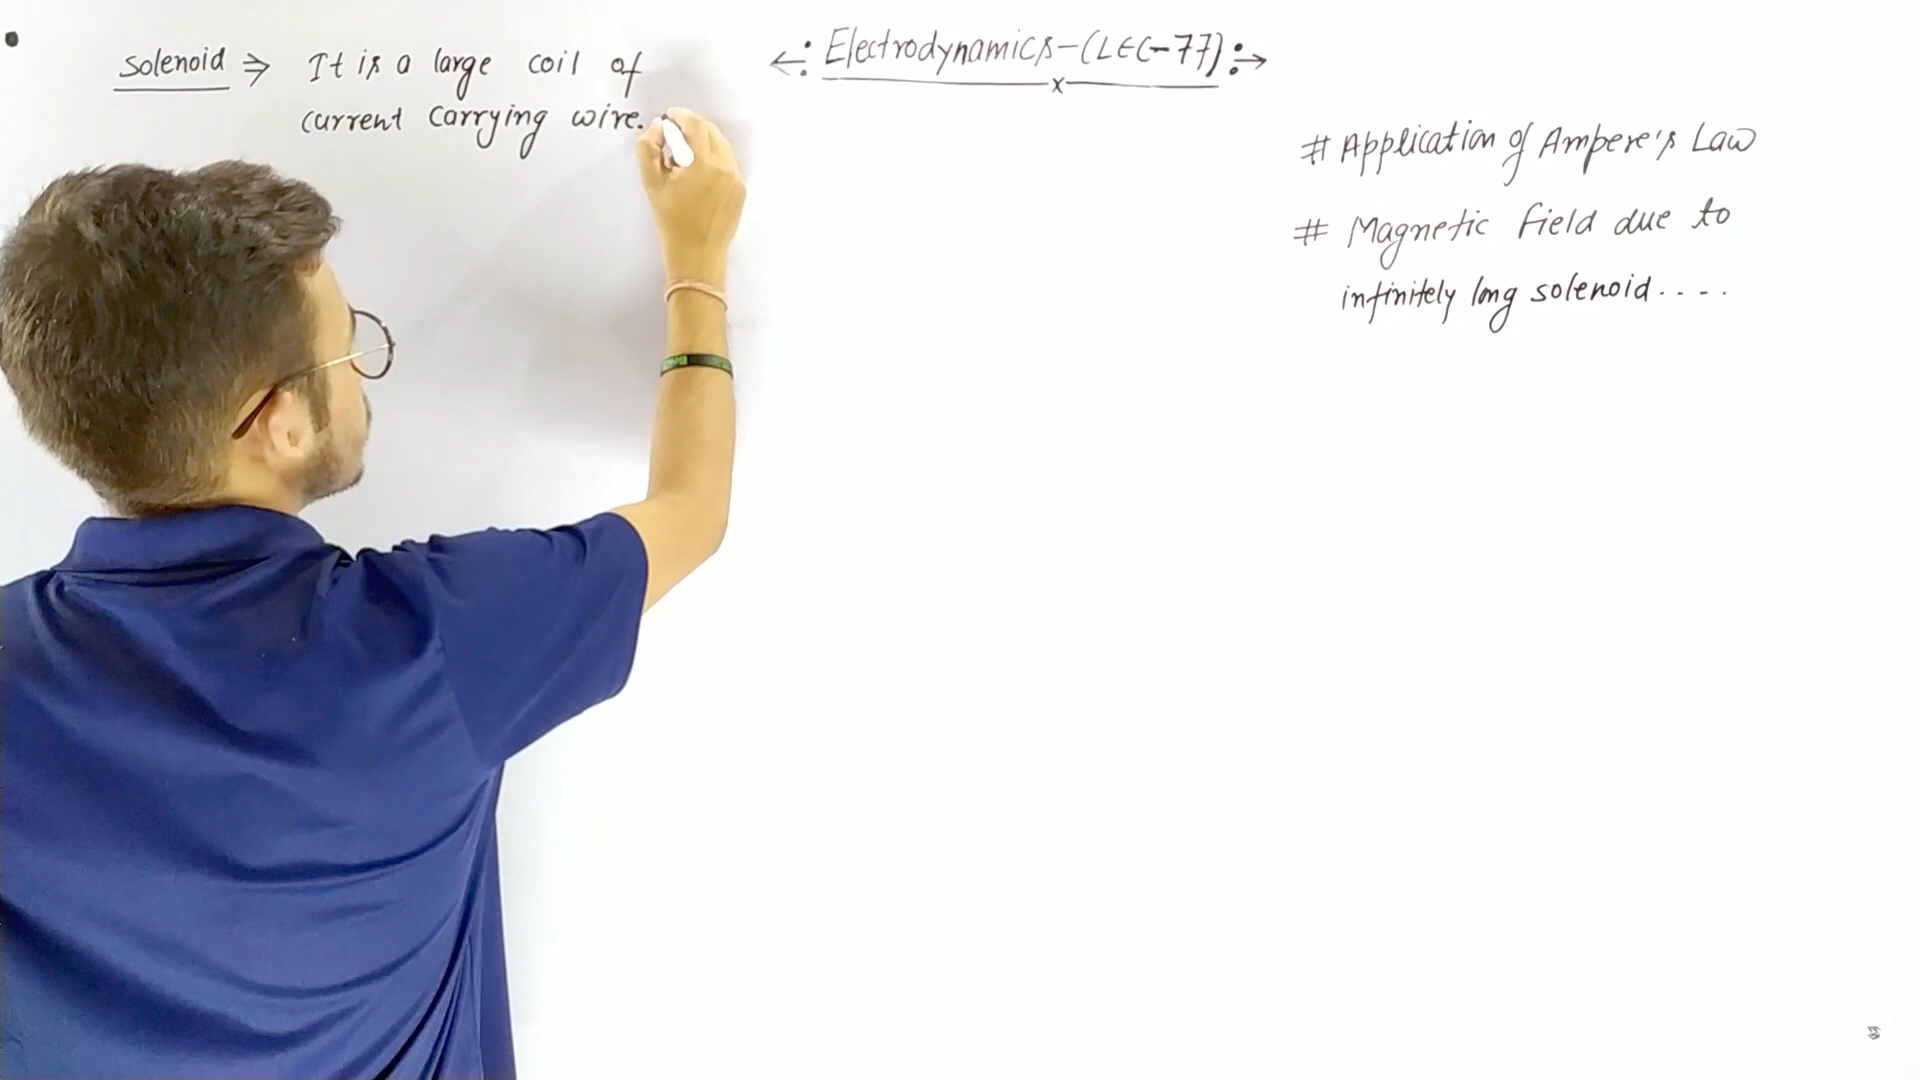 Solenoid ⇒ It is a large coil of
current carrying wire.
←: Electrodynamics-(LEC-77) :→
x
# Application of Ampere's Law
# Magnetic field due to
infinitely long solenoid....